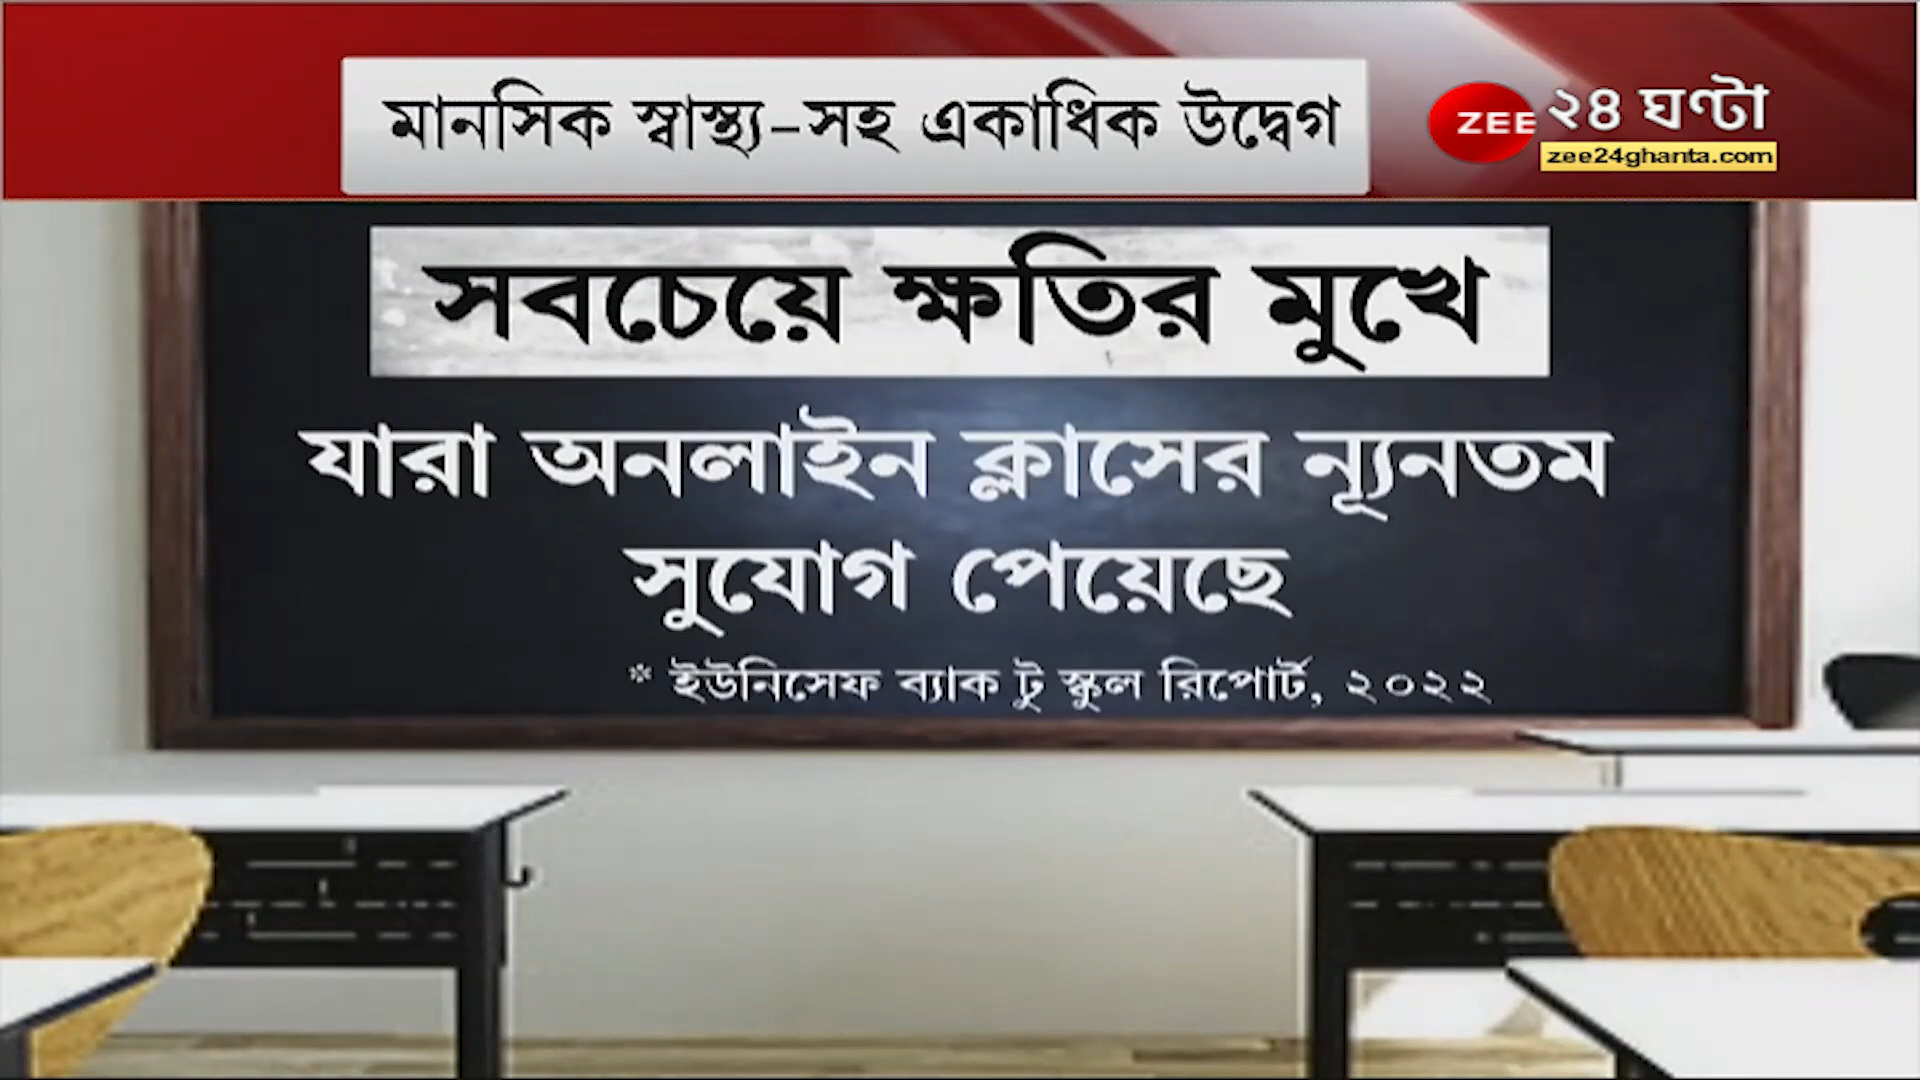 মানসিক স্বাস্থ্য-সহ একাধিক উদ্বেগ
ZEE ২৪ ঘণ্টা
zee24ghanta.com
সবচেয়ে ক্ষতির মুখে
যারা অনলাইন ক্লাসের ন্যূনতম
সুযোগ পেয়েছে
* ইউনিসেফ ব্যাক টু স্কুল রিপোর্ট, ২০২২